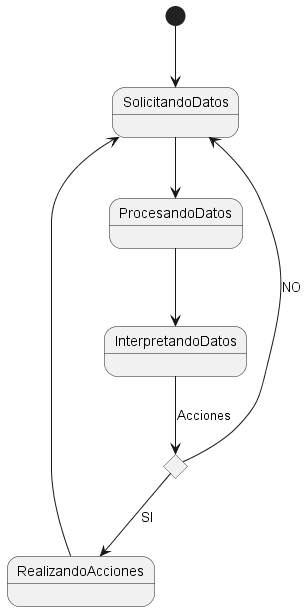 SolicitandoDatos
ProcesandoDatos
InterpretandoDatos
Acciones
NO
SI
RealizandoAcciones